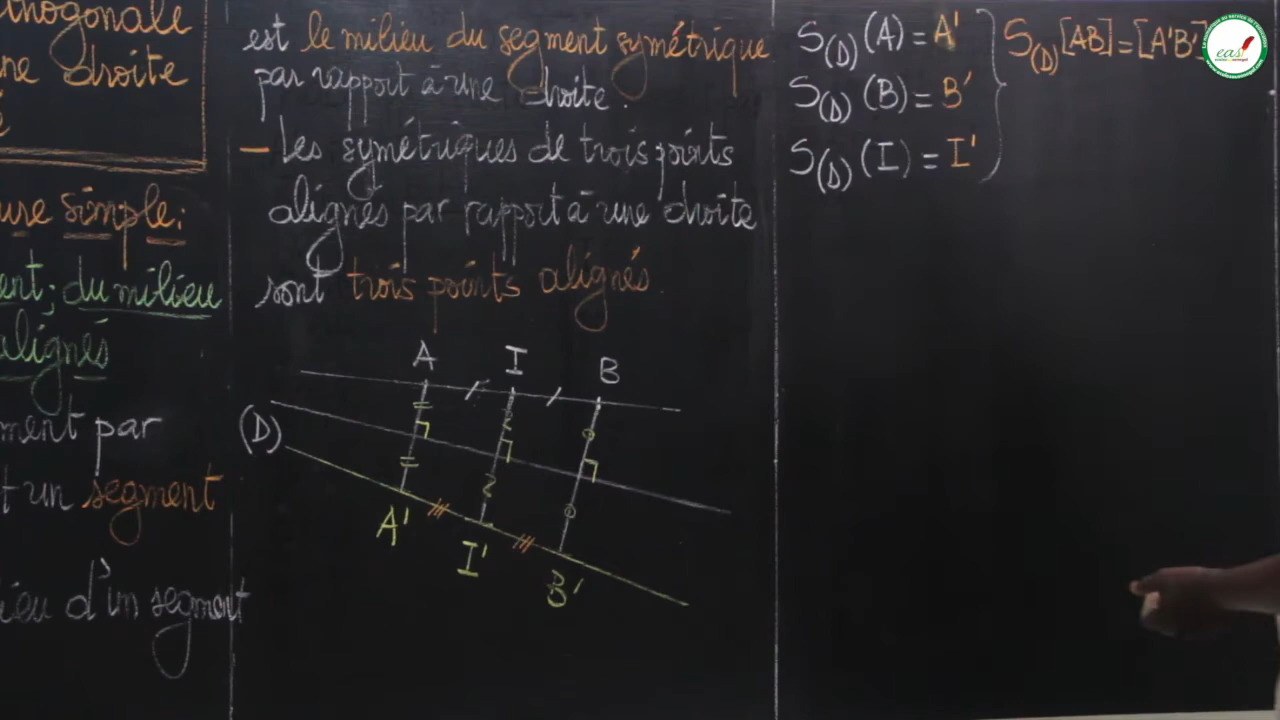 orthogonale
une droite
ure simple:
ent; du milieu
alignés
ment par
t un segment
ieu d'un segment
est le milieu du segment symétrique
par rapport à une droite.
– Les symétriques de trois points
alignés par rapport à une droite
sont trois points alignés.
A I B
(D)
A' I' B'
S(D) (A) = A'
S(D) (B) = B'
S(D) (I) = I'
S(D) [AB] = [A'B']
easi